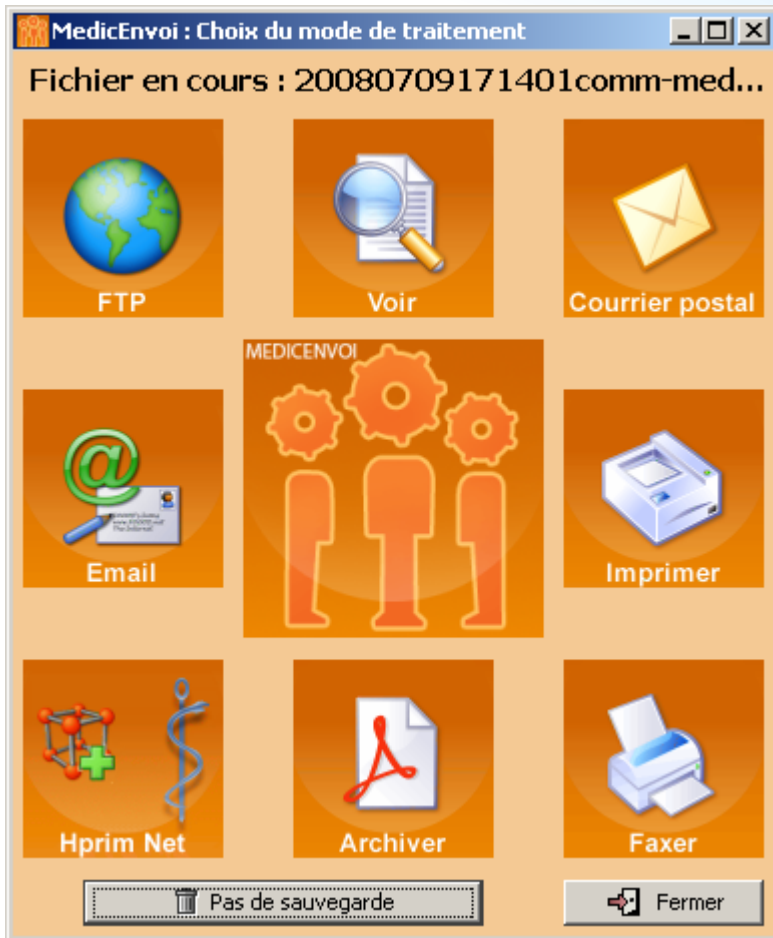 MedicEnvoi : Choix du mode de traitement
Fichier en cours : 20080709171401comm-med...
FTP
Voir
Courrier postal
MEDICENVOI
Email
Imprimer
Hprim Net
Archiver
Faxer
Pas de sauvegarde
Fermer